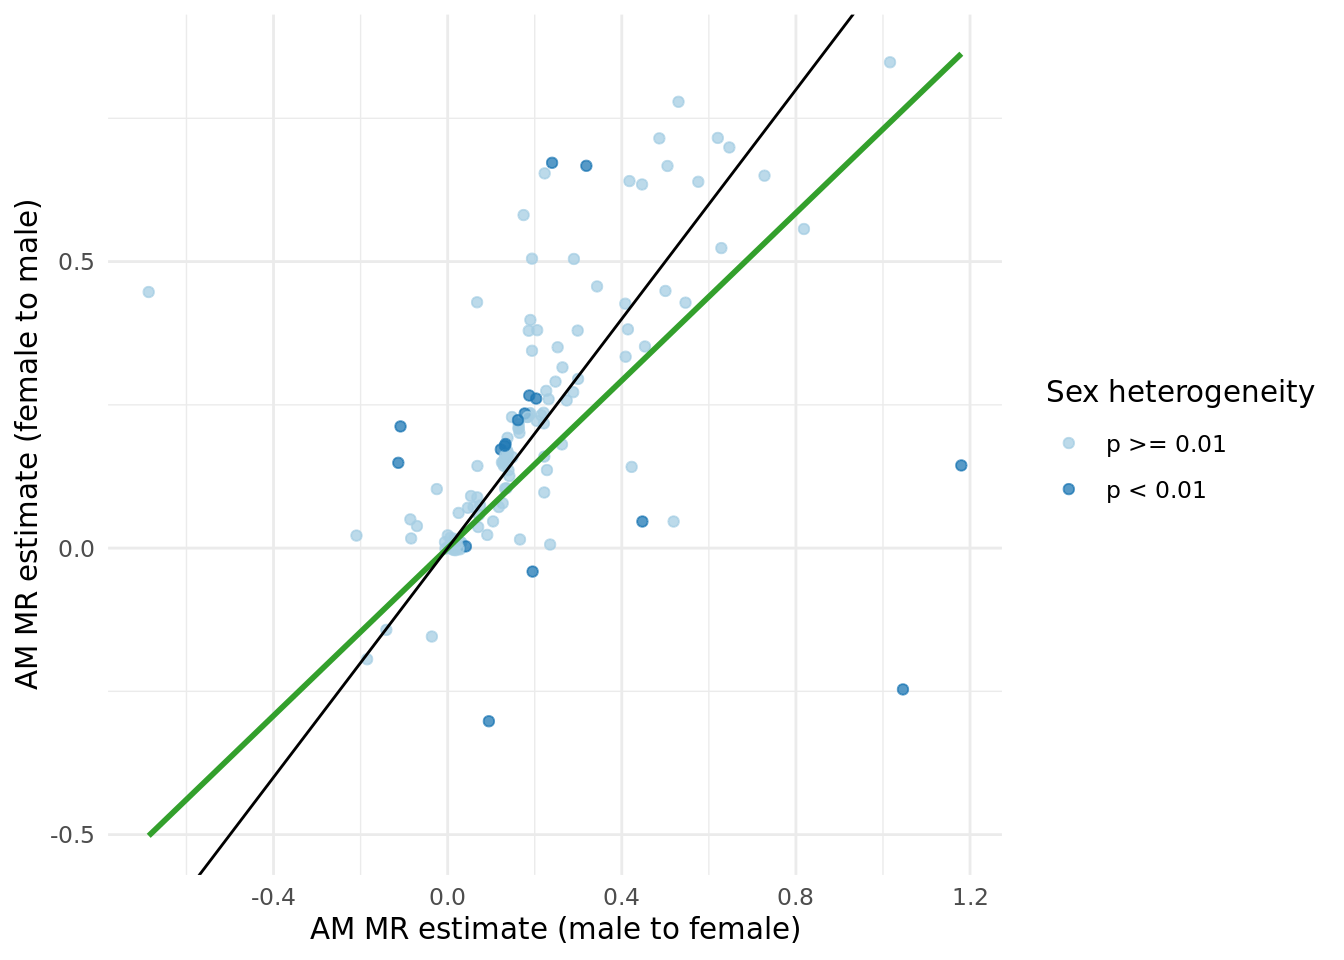 AM MR estimate (female to male)
0.5
0.0
-0.5
-0.4 0.0 0.4 0.8 1.2
AM MR estimate (male to female)
Sex heterogeneity
p >= 0.01
p < 0.01